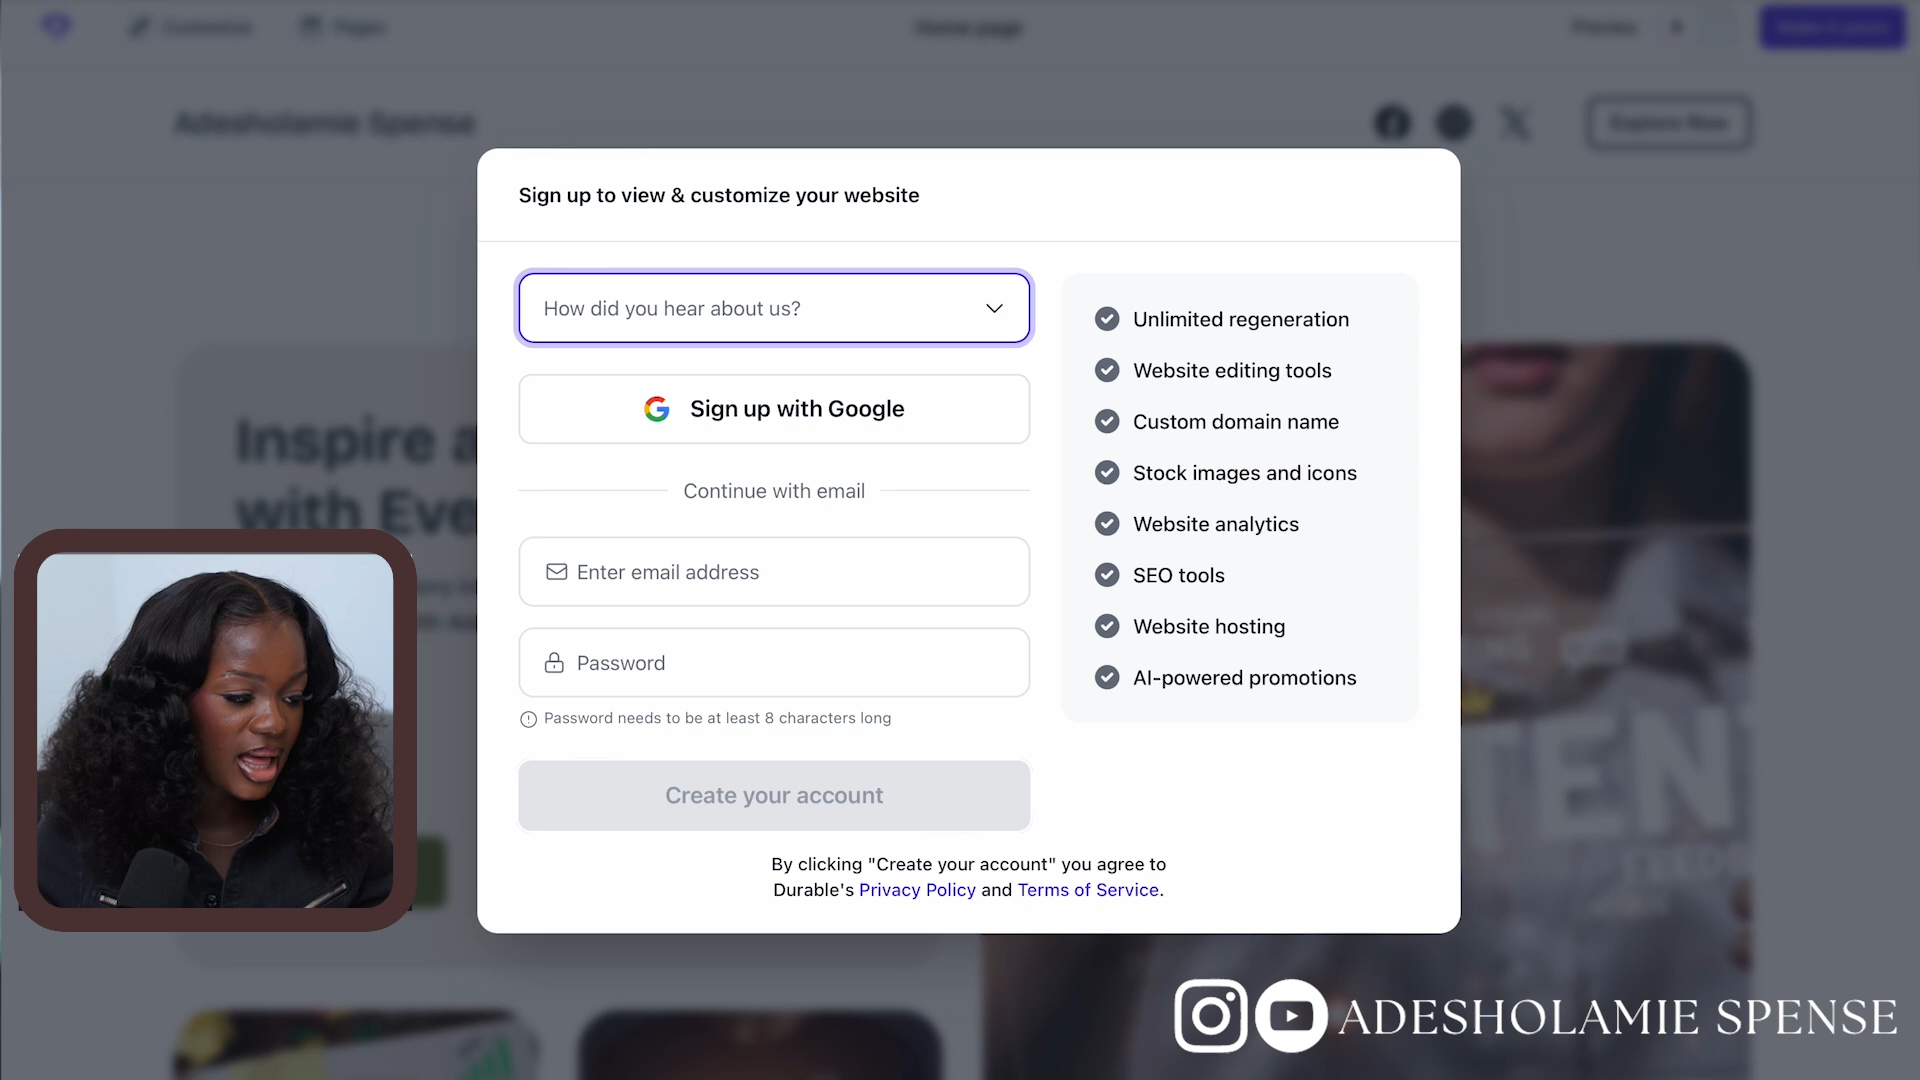 Customize
Pages
Home page
Preview
Adesholamie Spense
Explore Now
Sign up to view & customize your website
How did you hear about us?
Sign up with Google
Continue with email
Enter email address
Password
Password needs to be at least 8 characters long
Create your account
Unlimited regeneration
Website editing tools
Custom domain name
Stock images and icons
Website analytics
SEO tools
Website hosting
AI-powered promotions
By clicking "Create your account" you agree to
Durable's Privacy Policy and Terms of Service.
Inspire a
with Eve
TEN
ADESHOLAMIE SPENSE